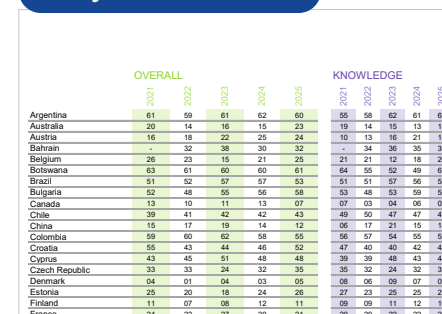 OVERALL KNOWLEDGE
2021 2022 2023 2024 2025 2021 2022 2023 2024
Argentina 61 59 61 62 60 55 58 62 61
Australia 20 14 16 15 23 19 14 15 13
Austria 16 18 22 25 24 10 13 16 21
Bahrain - 32 38 30 32 - 34 36 35
Belgium 26 23 15 21 25 21 21 12 18
Botswana 63 61 60 60 61 64 55 52 49
Brazil 51 52 57 57 53 51 51 57 56
Bulgaria 52 48 55 56 58 53 48 53 59
Canada 13 10 11 13 07 07 03 04 06
Chile 39 41 42 42 43 49 50 47 47
China 15 17 19 14 12 06 17 21 15
Colombia 59 60 62 58 55 56 57 54 55
Croatia 55 43 44 46 52 47 40 40 42
Cyprus 43 45 51 48 48 39 39 48 43
Czech Republic 33 33 24 32 35 35 32 24 32
Denmark 04 01 04 03 05 08 06 09 07
Estonia 25 20 18 24 26 27 23 25 25
Finland 11 07 08 12 11 09 09 11 12